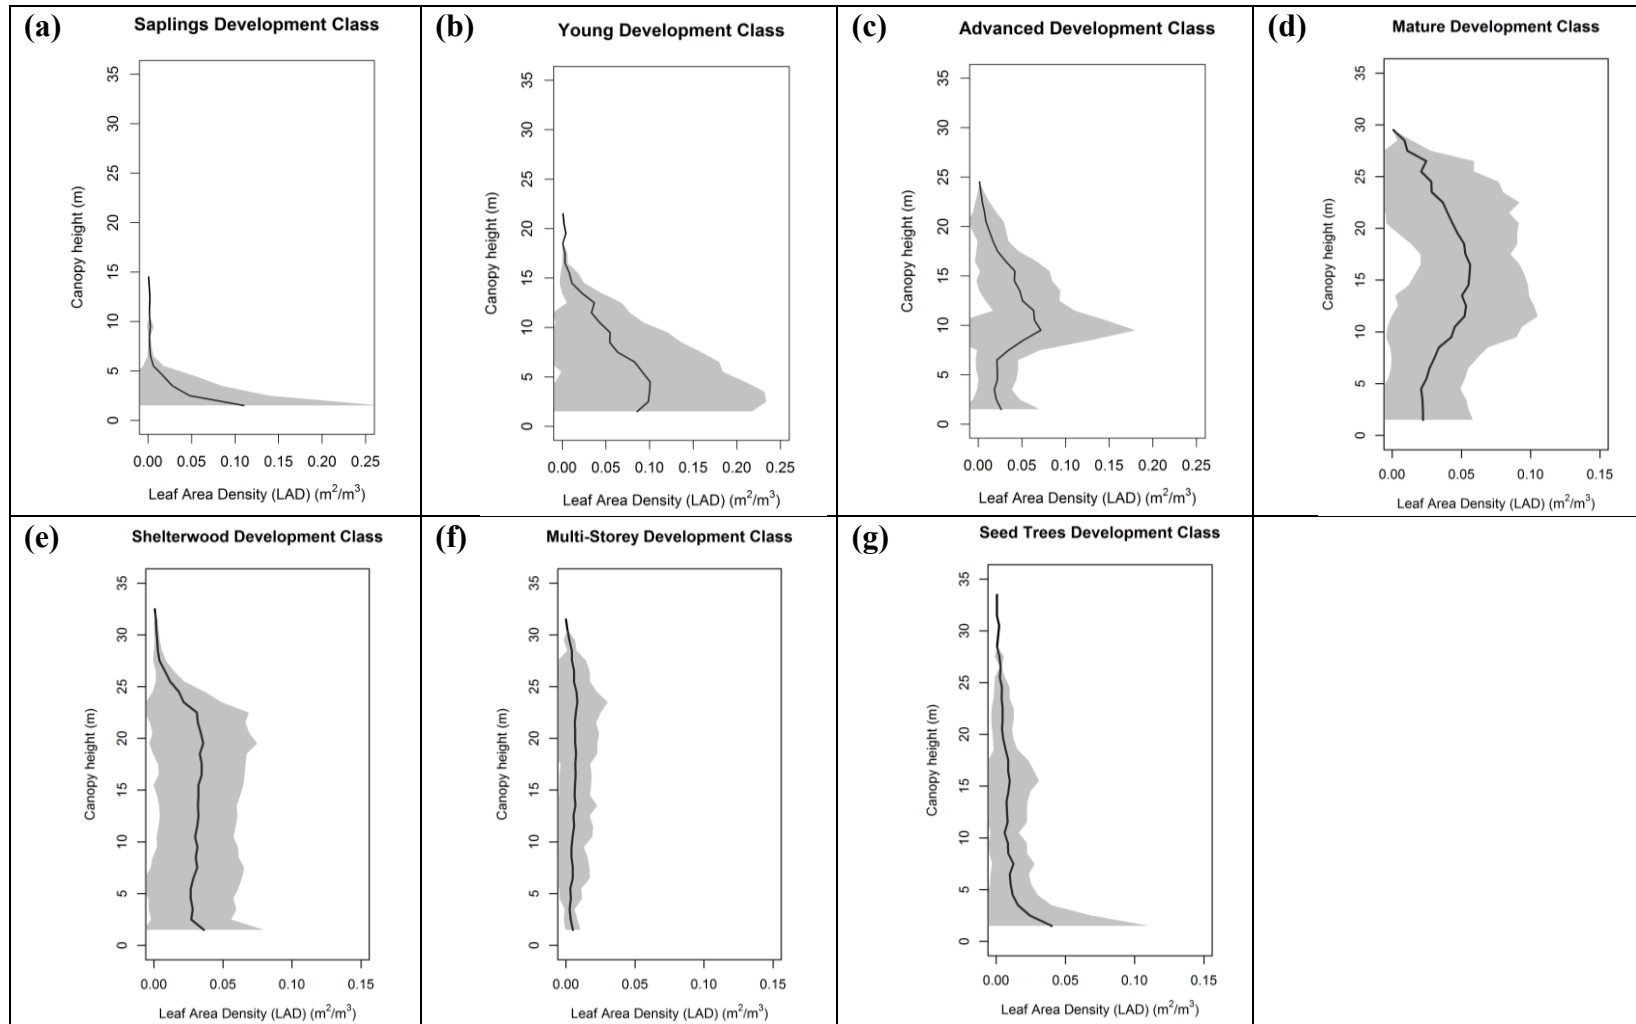 (a) Saplings Development Class
35
30
25
20
15
10
5
0
Canopy height (m)
0.00 0.05 0.10 0.15 0.20 0.25
Leaf Area Density (LAD) (m²/m³)
(b) Young Development Class
35
30
25
20
15
10
5
0
Canopy height (m)
0.00 0.05 0.10 0.15 0.20 0.25
Leaf Area Density (LAD) (m²/m³)
(c) Advanced Development Class
35
30
25
20
15
10
5
0
Canopy height (m)
0.00 0.05 0.10 0.15 0.20 0.25
Leaf Area Density (LAD) (m²/m³)
(d) Mature Development Class
35
30
25
20
15
10
5
0
Canopy height (m)
0.00 0.05 0.10 0.15
Leaf Area Density (LAD) (m²/m³)
(e) Shelterwood Development Class
35
30
25
20
15
10
5
0
Canopy height (m)
0.00 0.05 0.10 0.15
Leaf Area Density (LAD) (m²/m³)
(f) Multi-Storey Development Class
35
30
25
20
15
10
5
0
Canopy height (m)
0.00 0.05 0.10 0.15
Leaf Area Density (LAD) (m²/m³)
(g) Seed Trees Development Class
35
30
25
20
15
10
5
0
Canopy height (m)
0.00 0.05 0.10 0.15
Leaf Area Density (LAD) (m²/m³)